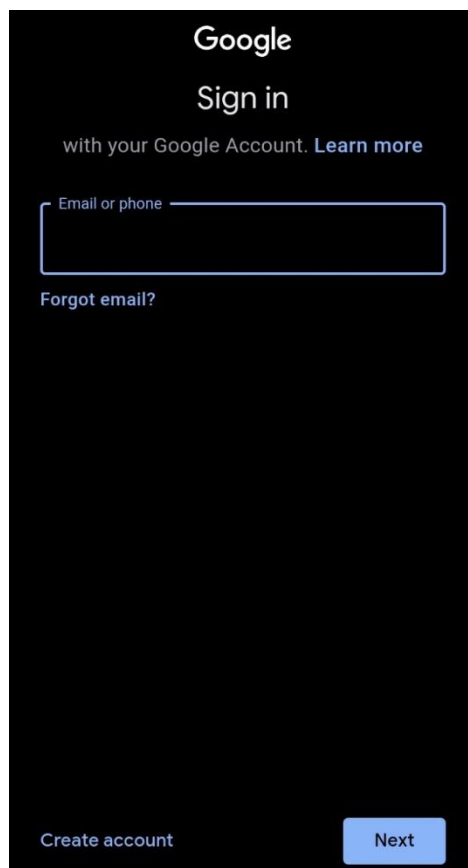 Google
Sign in
with your Google Account. Learn more
Email or phone
Forgot email?
Create account
Next